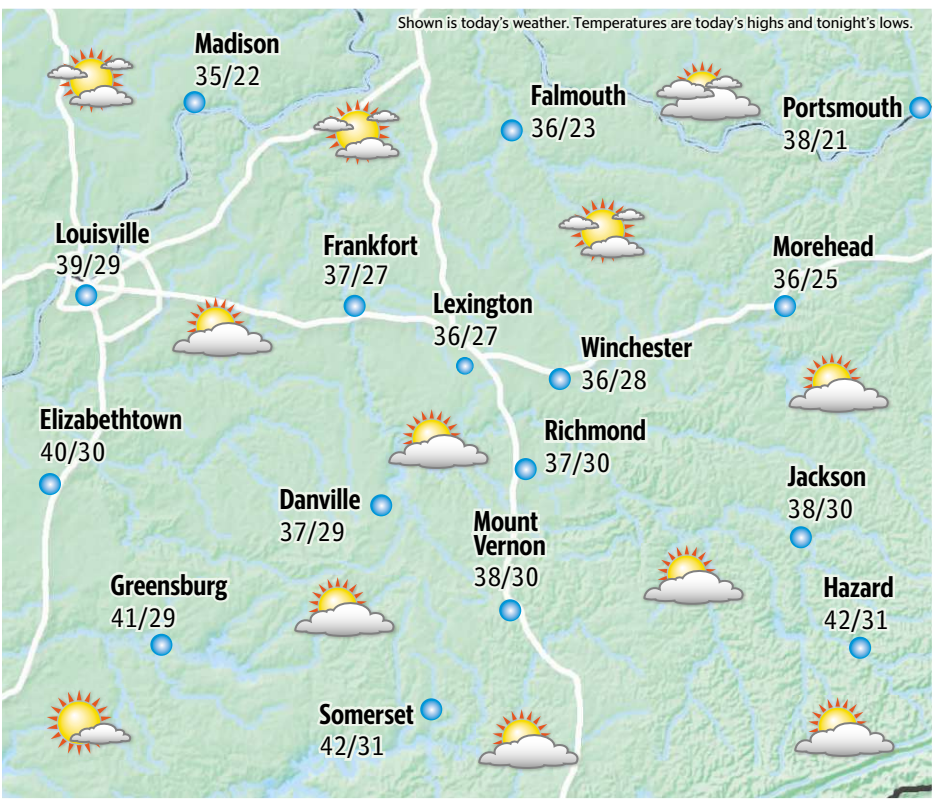 Shown is today's weather. Temperatures are today's highs and tonight's lows.
Madison
35/22
Falmouth
36/23
Portsmouth
38/21
Louisville
39/29
Frankfort
37/27
Morehead
36/25
Lexington
36/27
Winchester
36/28
Elizabethtown
40/30
Richmond
37/30
Jackson
38/30
Danville
37/29
Mount
Vernon
38/30
Greensburg
41/29
Hazard
42/31
Somerset
42/31